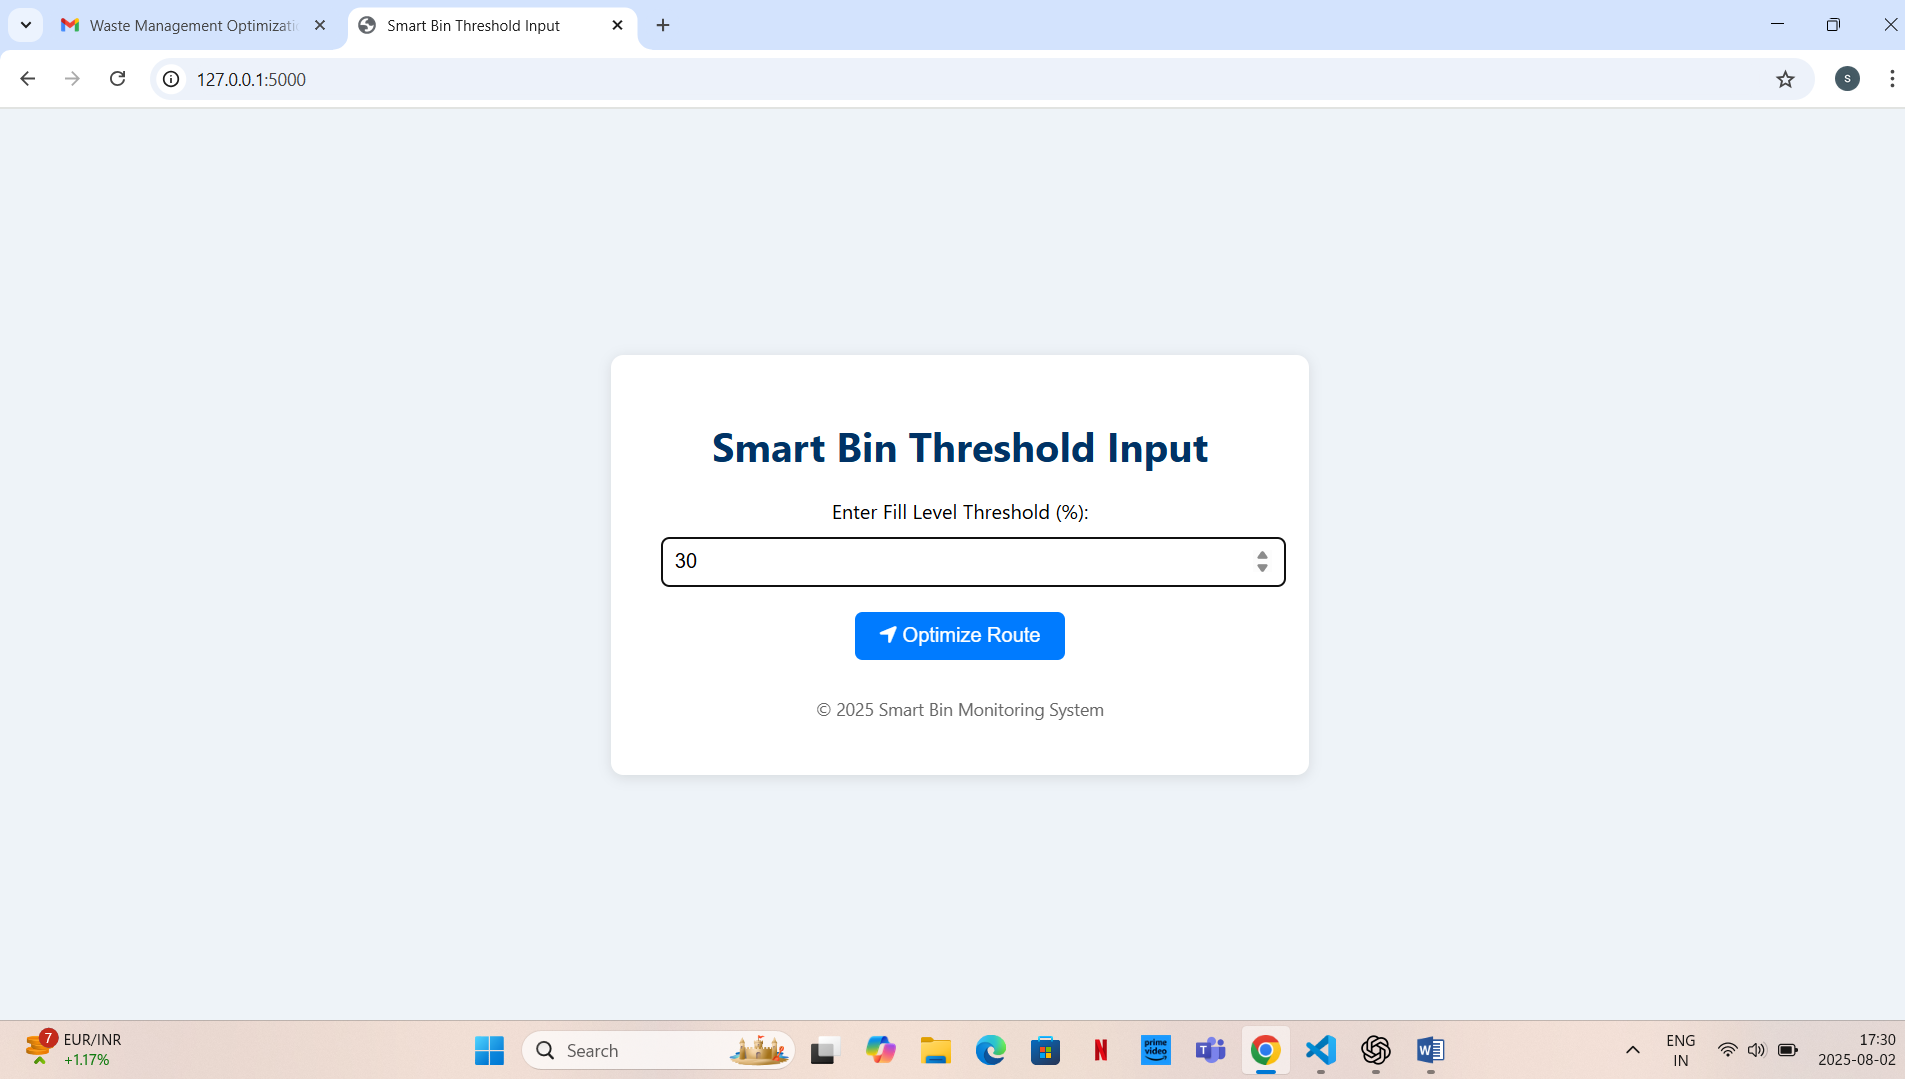 Waste Management Optimizati
Smart Bin Threshold Input
127.0.0.1:5000
S
Smart Bin Threshold Input
Enter Fill Level Threshold (%):
30
Optimize Route
© 2025 Smart Bin Monitoring System
7
EUR/INR
+1.17%
Search
N
prime
video
T
W
ENG
IN
17:30
2025-08-02